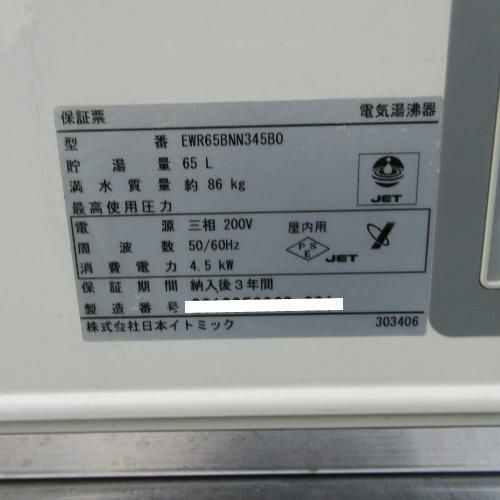 保証票 電気湯沸器
型 番 EWR65BNN345B0
貯湯量 65 L
満水質量 約 86 kg
JET
最高使用圧力
電 源 三相 200V 屋内用
周波数 50/60Hz
PSE JET
消費電力 4.5 kW
保証期間 納入後3年間
製造番号
株式会社日本イトミック 303406